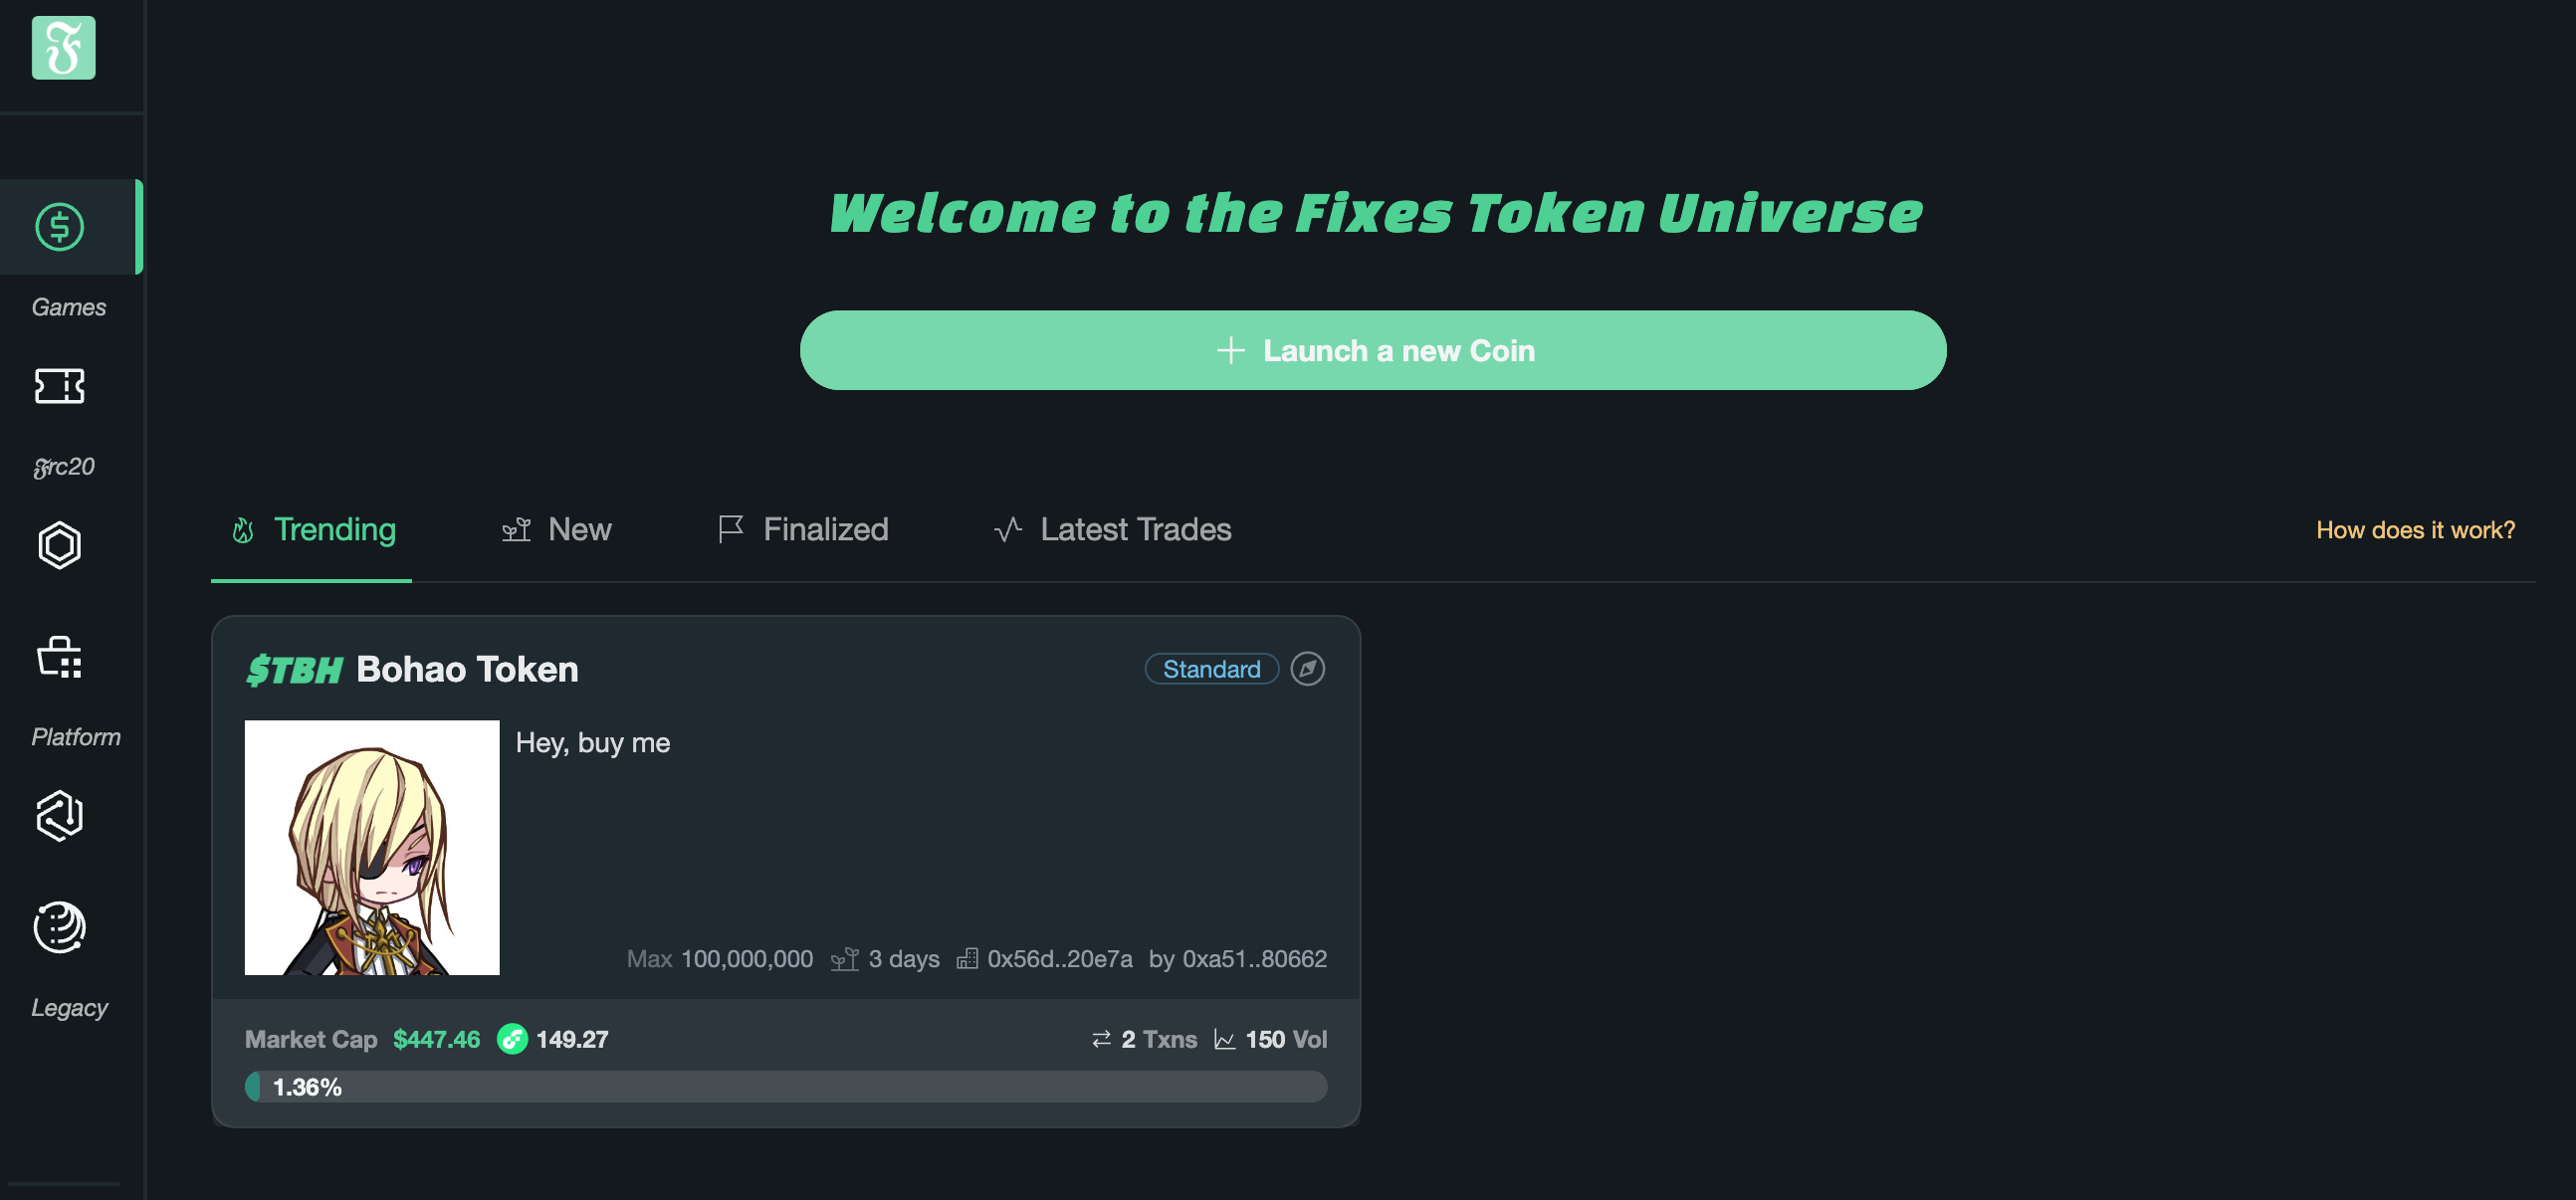 𝔉
Games
𝔉rc20
Platform
Legacy
Welcome to the Fixes Token Universe
Launch a new Coin
Trending
New
Finalized
Latest Trades
How does it work?
$TBH Bohao Token
Standard
Hey, buy me
Max 100,000,000 3 days 0x56d..20e7a by 0xa51..80662
Market Cap $447.46 149.27
2 Txns 150 Vol
1.36%